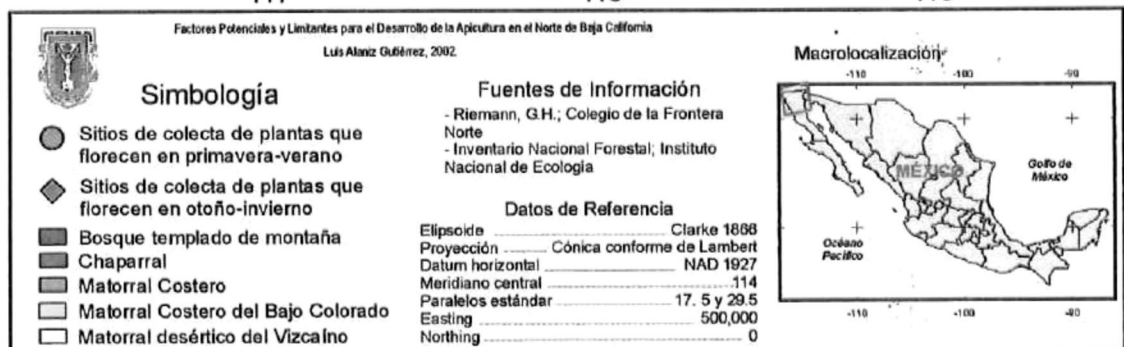 Factores Potenciales y Limitantes para el Desarrollo de la Apicultura en el Norte de Baja California
Luis Alaniz Gutiérrez, 2002
Simbología
Sitios de colecta de plantas que
florecen en primavera-verano
Sitios de colecta de plantas que
florecen en otoño-invierno
Bosque templado de montaña
Chaparral
Matorral Costero
Matorral Costero del Bajo Colorado
Matorral desértico del Vizcaíno
Fuentes de Información
- Riemann, G.H.; Colegio de la Frontera
Norte
- Inventario Nacional Forestal; Instituto
Nacional de Ecologia
Datos de Referencia
Elipsoide Clarke 1866
Proyección Cónica conforme de Lambert
Datum horizontal NAD 1927
Meridiano central 114
Paralelos estándar 17. 5 y 29.5
Easting 500,000
Northing 0
Macrolocalización
-110 -100 -90
MÉXICO
Golfo de
México
Océano
Pacífico
-110 -100 -90